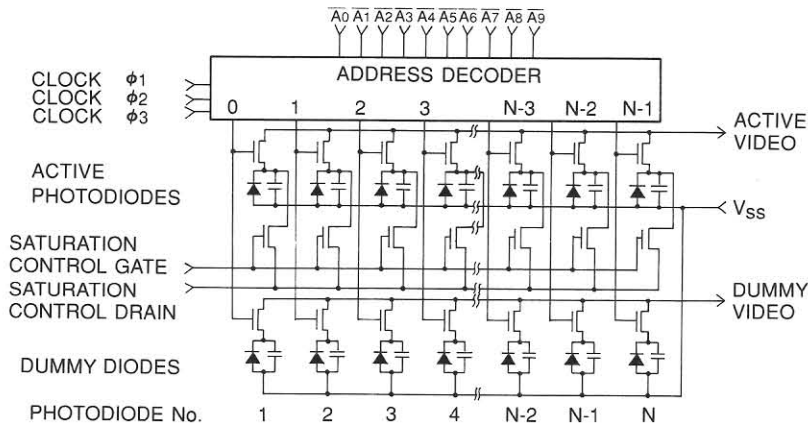 A0 A1 A2 A3 A4 A5 A6 A7 A8 A9
ADDRESS DECODER
CLOCK ϕ1
CLOCK ϕ2
CLOCK ϕ3
0 1 2 3 N-3 N-2 N-1
ACTIVE
VIDEO
ACTIVE
PHOTODIODES
VSS
SATURATION
CONTROL GATE
SATURATION
CONTROL DRAIN
DUMMY
VIDEO
DUMMY DIODES
PHOTODIODE No. 1 2 3 4 N-2 N-1 N